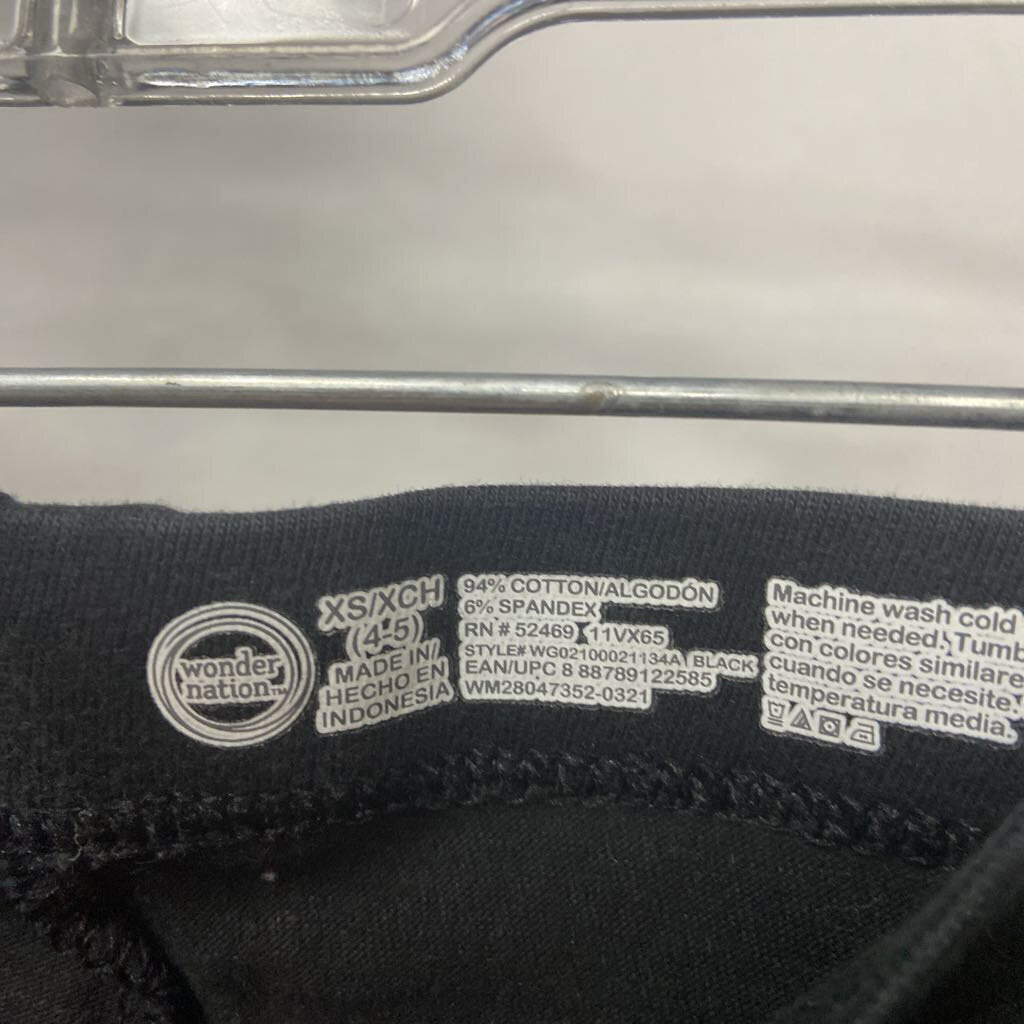 wonder
nation™
XS/XCH
(4-5)
MADE IN/
HECHO EN
INDONESIA
94% COTTON/ALGODÓN
6% SPANDEX
RN # 52469 11VX65
STYLE# WG02100021134A BLACK
EAN/UPC 8 88789122585
WM28047352-0321
Machine wash cold
when needed. Tumb
con colores similare
cuando se necesite.
temperatura media.